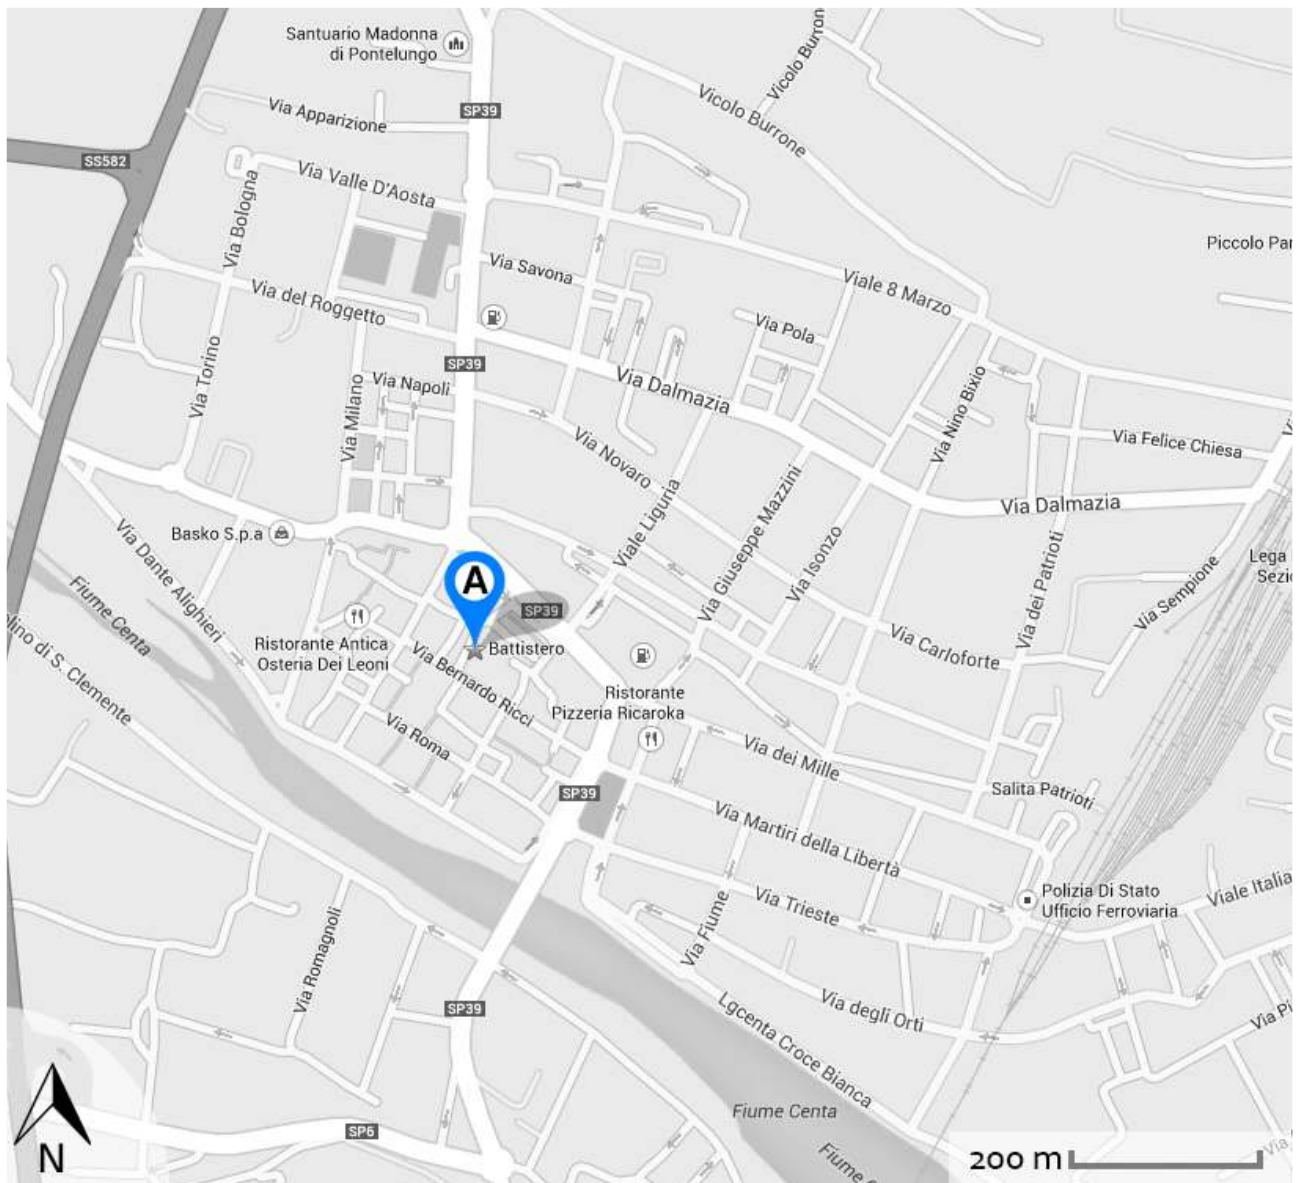 Santuario Madonna
di Pontelungo
Vicolo Burron
Vicolo Burrone
SP39
Via Apparizione
SS582
Via Valle D'Aosta
Via Bologna
Piccolo Par
Via Savona
Viale 8 Marzo
Via del Roggetto
Via Pola
SP39
Via Torino
Via Napoli
Via Dalmazia
Via Milano
Via Nino Bixio
Via Novaro
Via Felice Chiesa
Viale Liguria
Via Giuseppe Mazzini
Via Dalmazia
Basko S.p.a
Via Isonzo
Via Dante Alighieri
Via dei Patrioti
Lega
Sezio
Fiume Centa
A
SP39
Via Sempione
Ristorante Antica
Osteria Dei Leoni
Battistero
Via Carloforte
olino di S. Clemente
Via Bernardo Ricci
Ristorante
Pizzeria Ricaroka
Via Roma
Via dei Mille
SP39
Salita Patrioti
Via Martiri della Libertà
Polizia Di Stato
Ufficio Ferroviaria
Viale Italia
Via Trieste
Via Fiume
Via Romagnoli
SP39
Via degli Orti
Lgcenta Croce Bianca
Via Pi
Fiume Centa
SP6
Via
Fiume C
N
200 m